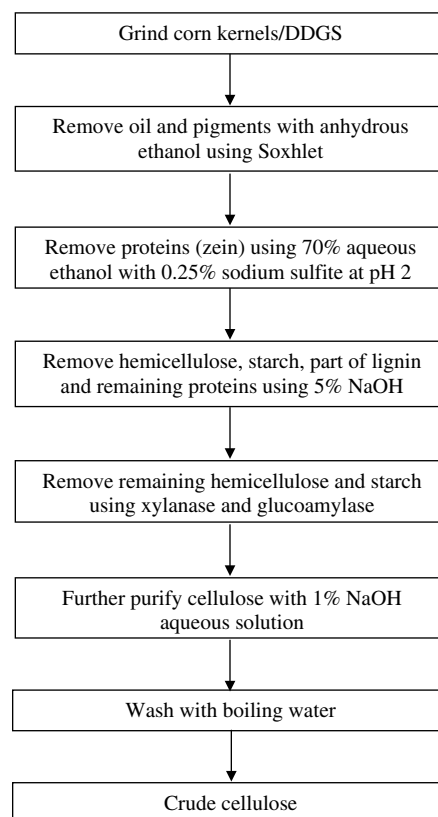 Grind corn kernels/DDGS
Remove oil and pigments with anhydrous
ethanol using Soxhlet
Remove proteins (zein) using 70% aqueous
ethanol with 0.25% sodium sulfite at pH 2
Remove hemicellulose, starch, part of lignin
and remaining proteins using 5% NaOH
Remove remaining hemicellulose and starch
using xylanase and glucoamylase
Further purify cellulose with 1% NaOH
aqueous solution
Wash with boiling water
Crude cellulose